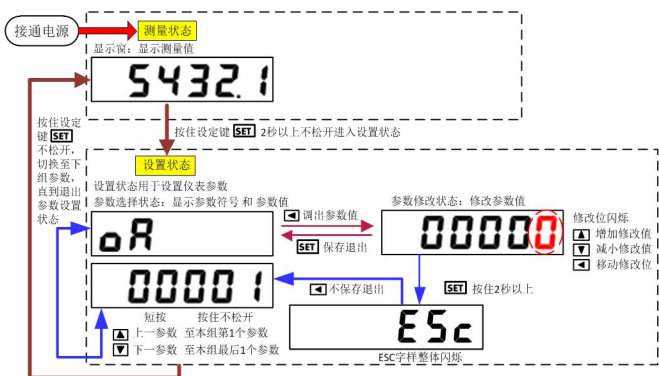 接通电源
测量状态
显示窗：显示测量值
5432.1
按住设定键 SET 2秒以上不松开进入设置状态
按住设定
键 SET
不松开，
切换至下
组参数，
直到退出
参数设置
状态
设置状态
设置状态用于设置仪表参数
参数选择状态：显示参数符号 和 参数值
oA
◀ 调出参数值
SET 保存退出
参数修改状态：修改参数值
00000
修改位闪烁
▲ 增加修改值
▼ 减小修改值
◀ 移动修改位
00001
◀ 不保存退出
SET 按住2秒以上
短按 按住不松开
▲ 上一参数 至本组第1个参数
▼ 下一参数 至本组最后1个参数
ESc
ESC字样整体闪烁